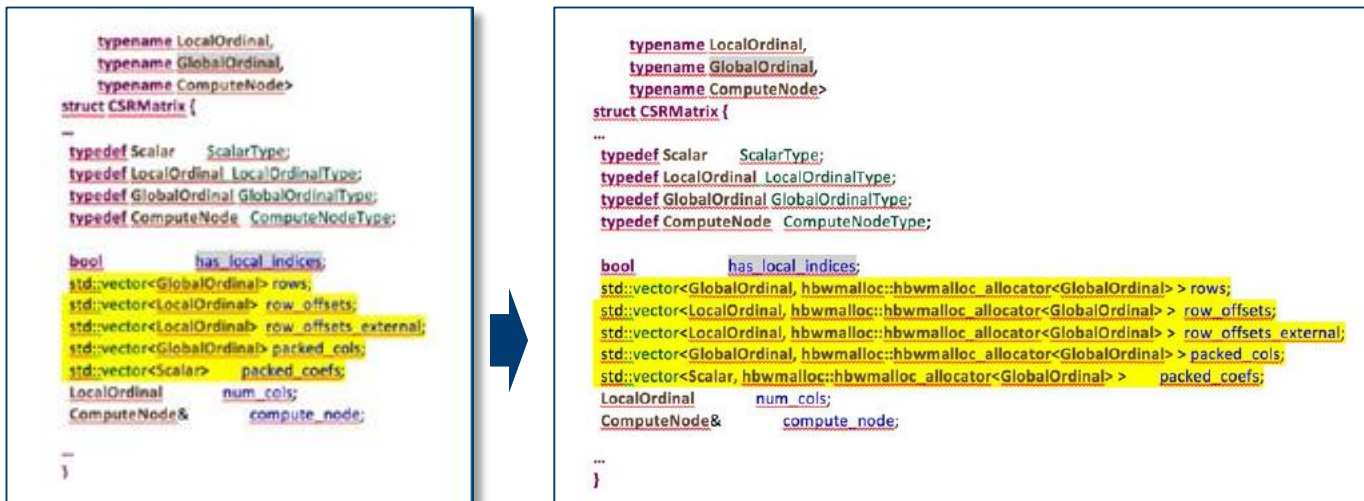 typename LocalOrdinal,
typename GlobalOrdinal,
typename ComputeNode>
struct CSRMatrix {
...
typedef Scalar ScalarType;
typedef LocalOrdinal LocalOrdinalType;
typedef GlobalOrdinal GlobalOrdinalType;
typedef ComputeNode ComputeNodeType;
bool has_local_indices;
std::vector<GlobalOrdinal> rows;
std::vector<LocalOrdinal> row_offsets;
std::vector<LocalOrdinal> row_offsets_external;
std::vector<GlobalOrdinal> packed_cols;
std::vector<Scalar> packed_coefs;
LocalOrdinal num_cols;
ComputeNode& compute_node;
...
}
typename LocalOrdinal,
typename GlobalOrdinal,
typename ComputeNode>
struct CSRMatrix {
...
typedef Scalar ScalarType;
typedef LocalOrdinal LocalOrdinalType;
typedef GlobalOrdinal GlobalOrdinalType;
typedef ComputeNode ComputeNodeType;
bool has_local_indices;
std::vector<GlobalOrdinal, hbwmalloc::hbwmalloc_allocator<GlobalOrdinal> > rows;
std::vector<LocalOrdinal, hbwmalloc::hbwmalloc_allocator<GlobalOrdinal> > row_offsets;
std::vector<LocalOrdinal, hbwmalloc::hbwmalloc_allocator<GlobalOrdinal> > row_offsets_external;
std::vector<GlobalOrdinal, hbwmalloc::hbwmalloc_allocator<GlobalOrdinal> > packed_cols;
std::vector<Scalar, hbwmalloc::hbwmalloc_allocator<GlobalOrdinal> > packed_coefs;
LocalOrdinal num_cols;
ComputeNode& compute_node;
...
}